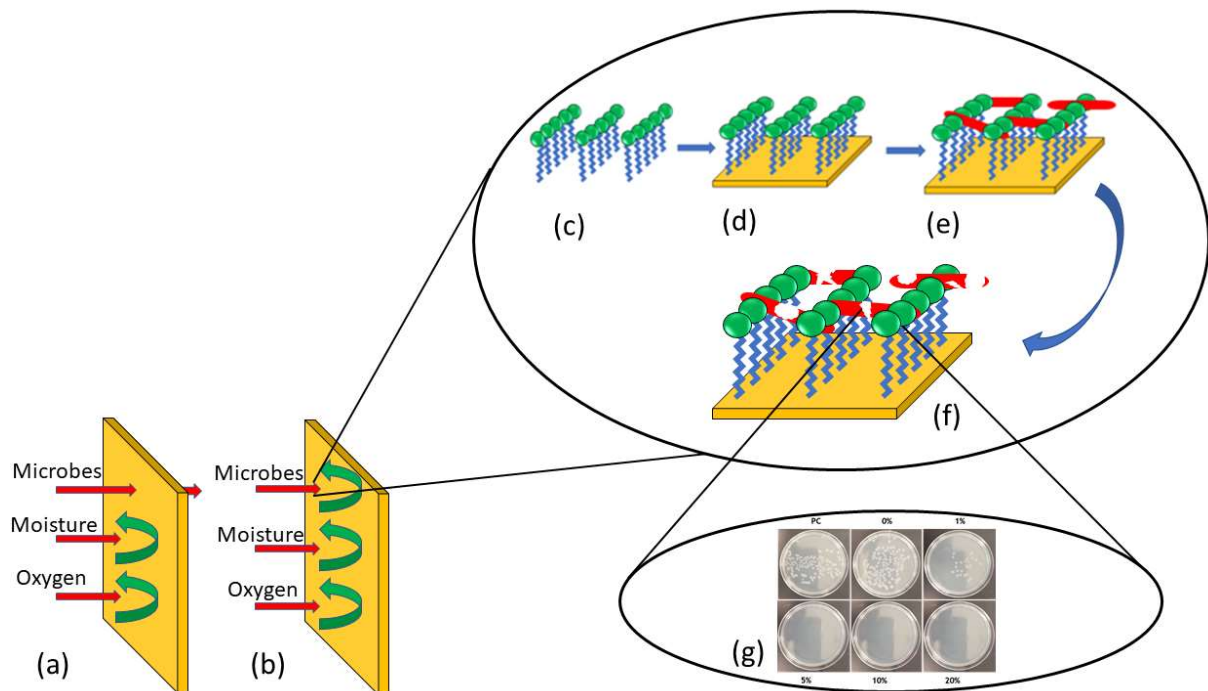 (c)
(d)
(e)
(f)
Microbes
Moisture
Oxygen
(a)
Microbes
Moisture
Oxygen
(b)
PC 0% 1%
(g)
5% 10% 20%